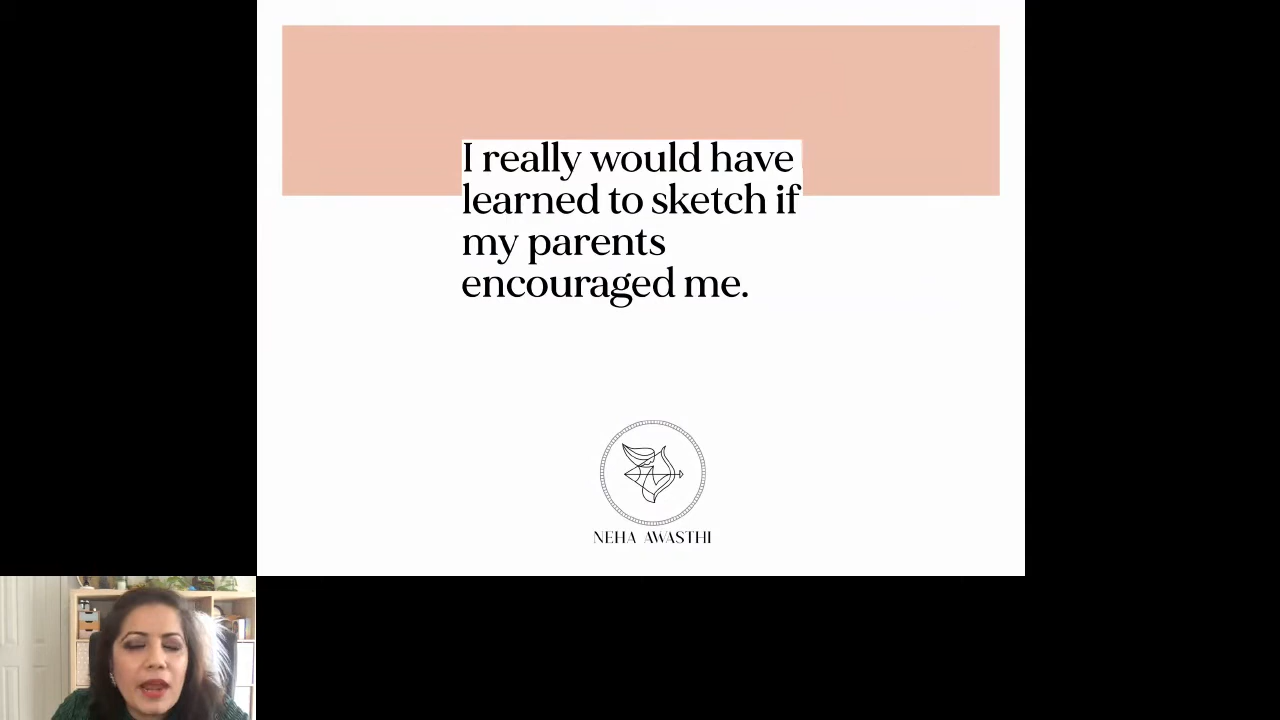 I really would have
learned to sketch if
my parents
encouraged me.
NEHA AWASTHI